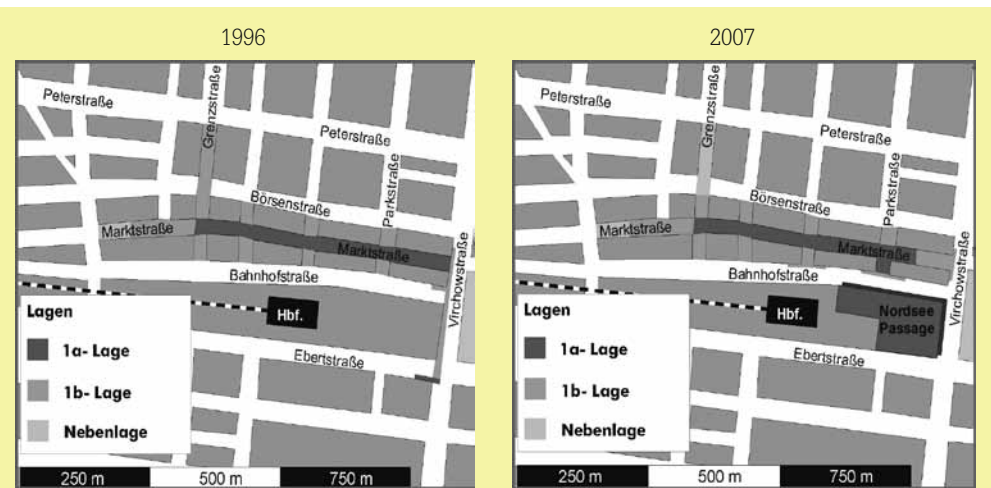 1996
Peterstraße
Grenzstraße
Peterstraße
Parkstraße
Börsenstraße
Marktstraße
Marktstraße
Bahnhofstraße
Virchowstraße
Hbf.
Ebertstraße
Lagen
1a- Lage
1b- Lage
Nebenlage
250 m 500 m 750 m
2007
Peterstraße
Grenzstraße
Peterstraße
Parkstraße
Börsenstraße
Marktstraße
Marktstraße
Bahnhofstraße
Virchowstraße
Hbf.
Nordsee
Passage
Ebertstraße
Lagen
1a- Lage
1b- Lage
Nebenlage
250 m 500 m 750 m